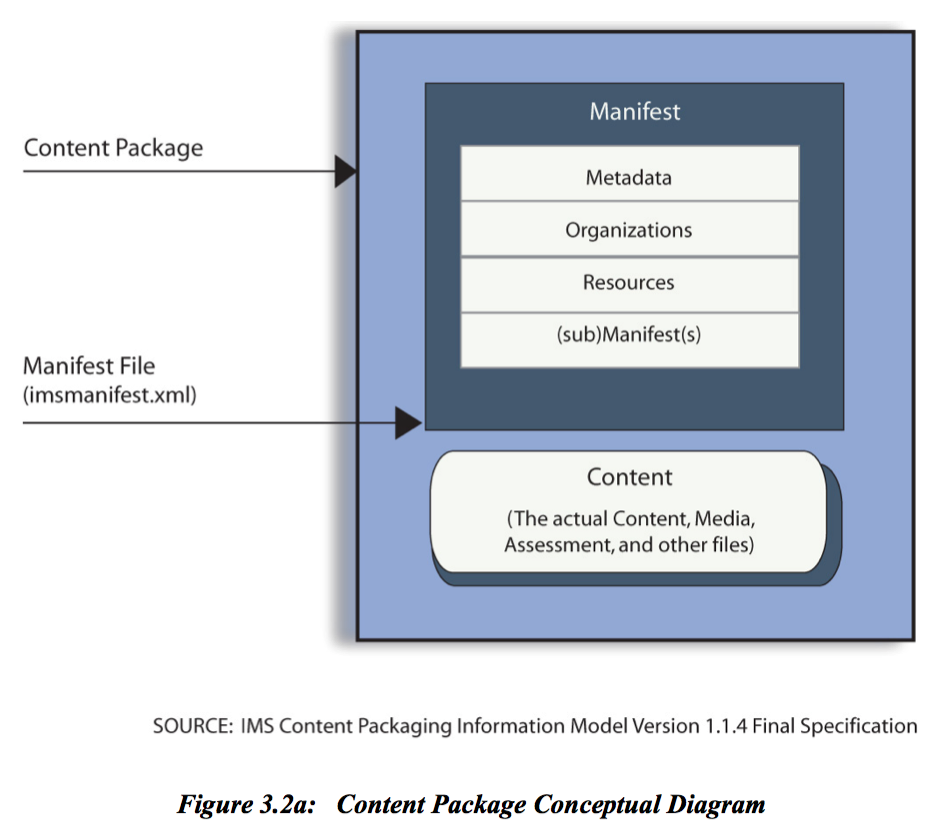 Content Package
Manifest
Metadata
Organizations
Resources
(sub)Manifest(s)
Manifest File
(imsmanifest.xml)
Content
(The actual Content, Media,
Assessment, and other files)
SOURCE: IMS Content Packaging Information Model Version 1.1.4 Final Specification
Figure 3.2a: Content Package Conceptual Diagram